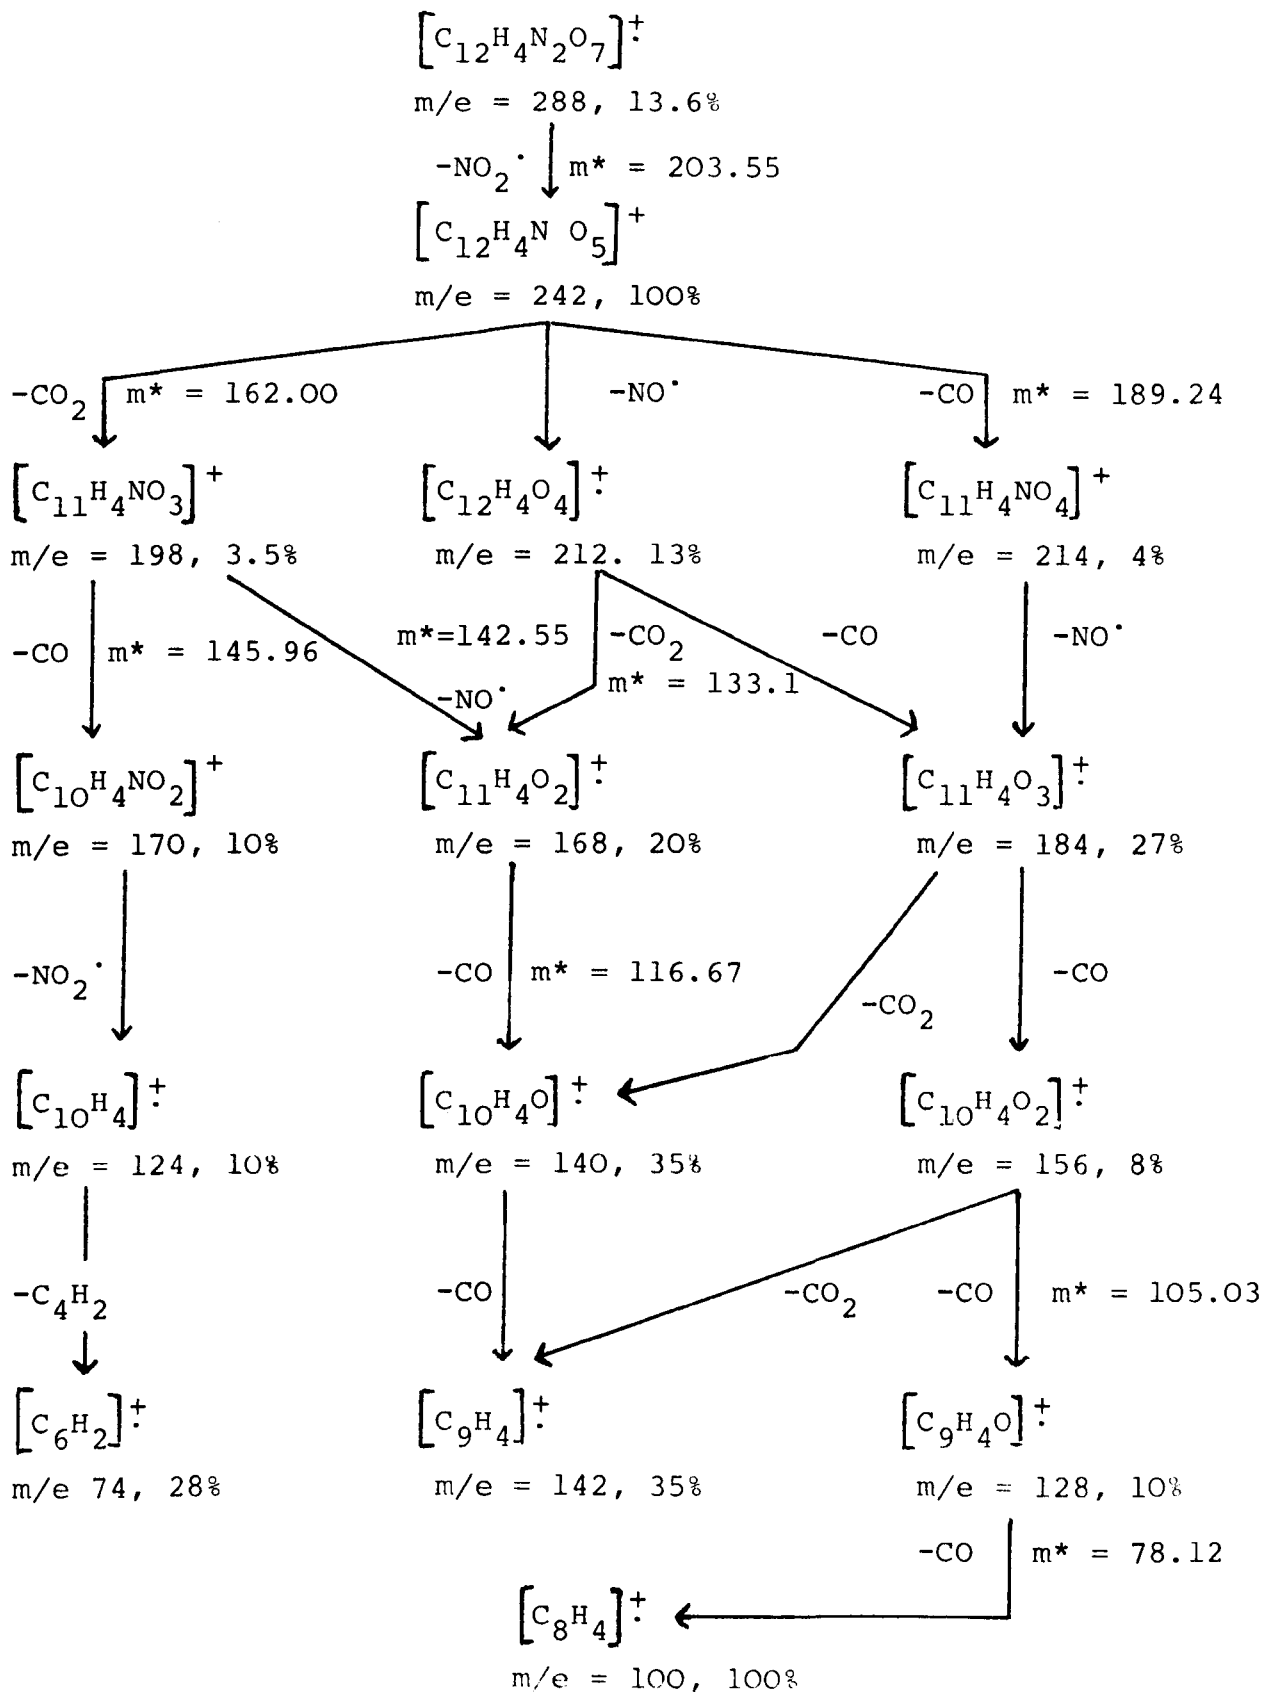 [C12H4N2O7]+.
m/e = 288, 13.6%
-NO2· m* = 203.55
[C12H4N O5]+
m/e = 242, 100%
-CO2 m* = 162.00 -NO· -CO m* = 189.24
[C11H4NO3]+ [C12H4O4]+. [C11H4NO4]+
m/e = 198, 3.5% m/e = 212. 13% m/e = 214, 4%
-CO m* = 145.96 m*=142.55 -CO2 -CO -NO·
-NO· m* = 133.1
[C10H4NO2]+ [C11H4O2]+. [C11H4O3]+.
m/e = 170, 10% m/e = 168, 20% m/e = 184, 27%
-NO2· -CO m* = 116.67 -CO2 -CO
[C10H4]+. [C10H4O]+. [C10H4O2]+.
m/e = 124, 10% m/e = 140, 35% m/e = 156, 8%
-C4H2 -CO -CO2 -CO m* = 105.03
[C6H2]+. [C9H4]+. [C9H4O]+.
m/e 74, 28% m/e = 142, 35% m/e = 128, 10%
-CO m* = 78.12
[C8H4]+.
m/e = 100, 100%